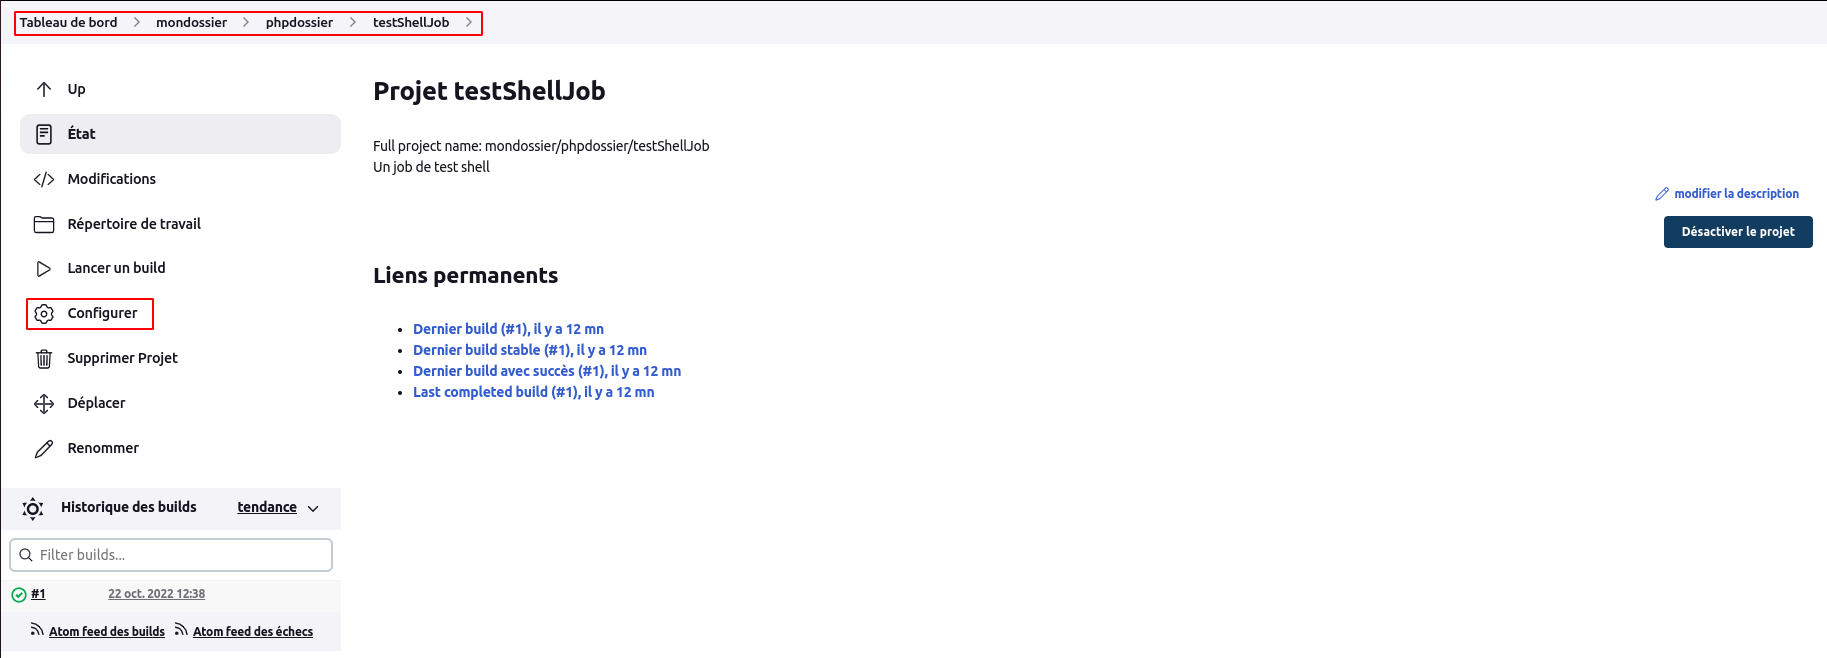 Tableau de bord > mondossier > phpdossier > testShellJob >
Up
État
Modifications
Répertoire de travail
Lancer un build
Configurer
Supprimer Projet
Déplacer
Renommer
Historique des builds tendance
Filter builds...
#1 22 oct. 2022 12:38
Atom feed des builds Atom feed des échecs
Projet testShellJob
Full project name: mondossier/phpdossier/testShellJob
Un job de test shell
modifier la description
Désactiver le projet
Liens permanents
Dernier build (#1), il y a 12 mn
Dernier build stable (#1), il y a 12 mn
Dernier build avec succès (#1), il y a 12 mn
Last completed build (#1), il y a 12 mn